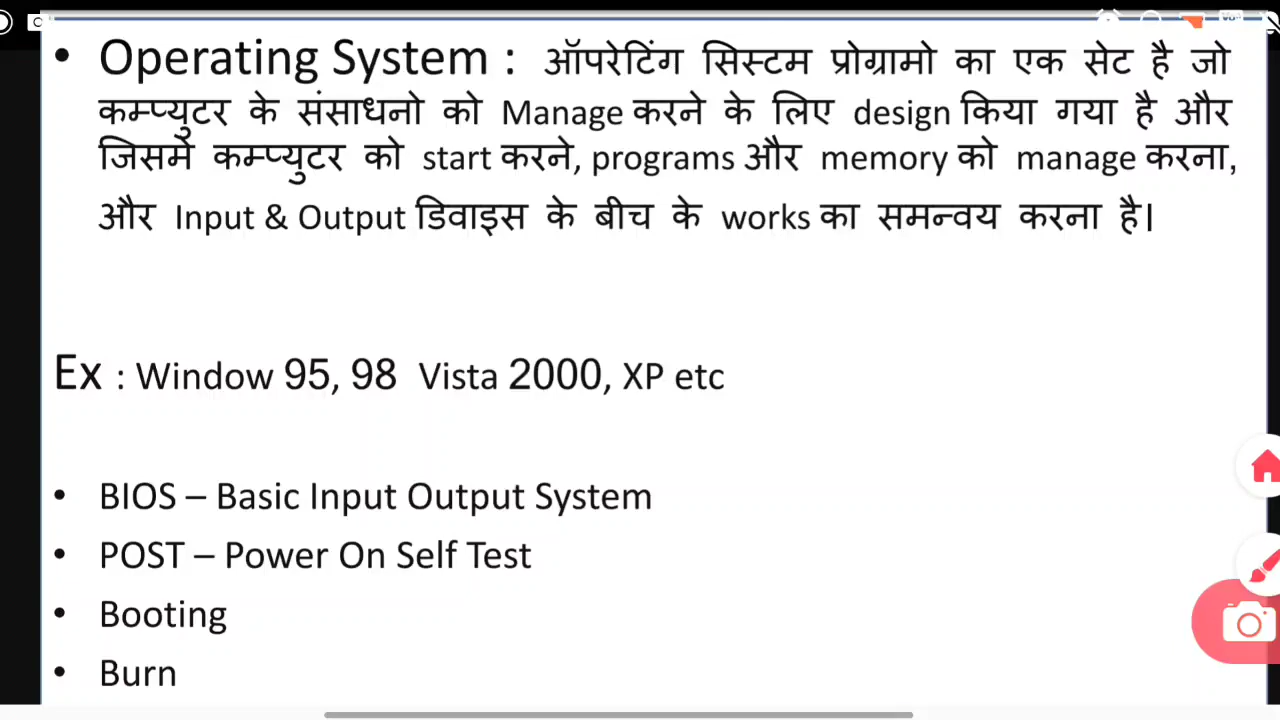 • Operating System : ऑपरेटिंग सिस्टम प्रोग्रामो का एक सेट है जो
कम्प्युटर के संसाधनो को Manage करने के लिए design किया गया है और
जिसमें कम्प्युटर को start करने, programs और memory को manage करना,
और Input & Output डिवाइस के बीच के works का समन्वय करना है।
Ex : Window 95, 98 Vista 2000, XP etc
• BIOS – Basic Input Output System
• POST – Power On Self Test
• Booting
• Burn